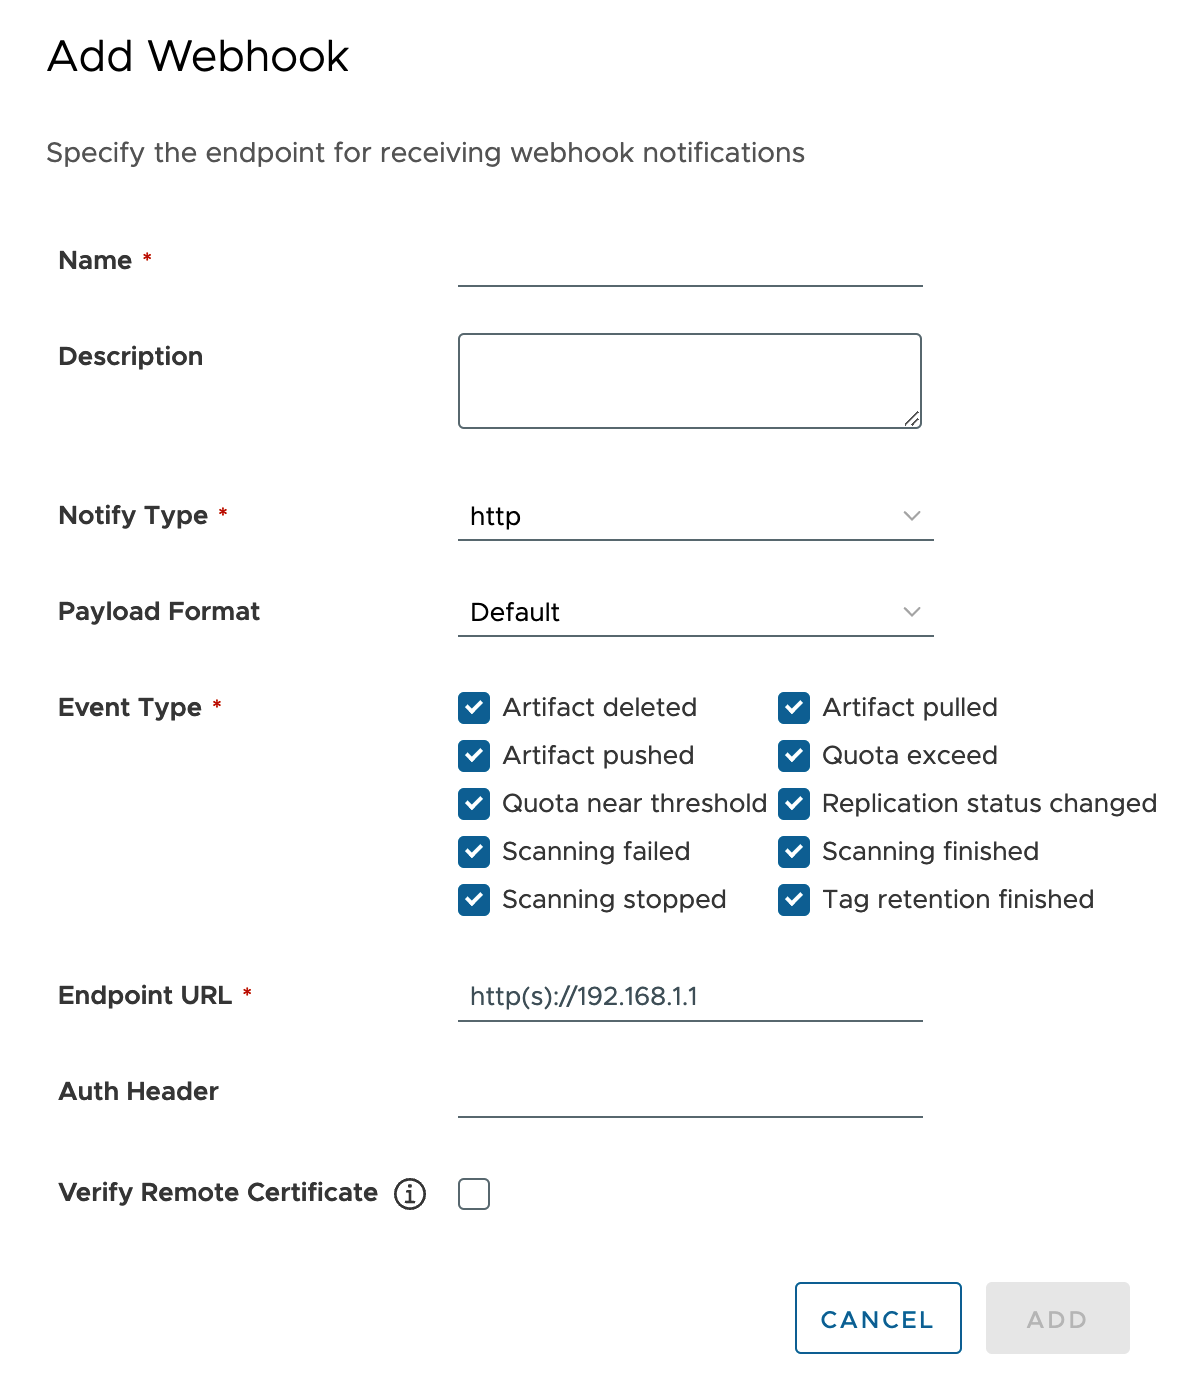 Add Webhook
Specify the endpoint for receiving webhook notifications
Name *
Description
Notify Type * http
Payload Format Default
Event Type * Artifact deleted Artifact pulled
Artifact pushed Quota exceed
Quota near threshold Replication status changed
Scanning failed Scanning finished
Scanning stopped Tag retention finished
Endpoint URL * http(s)://192.168.1.1
Auth Header
Verify Remote Certificate
CANCEL ADD